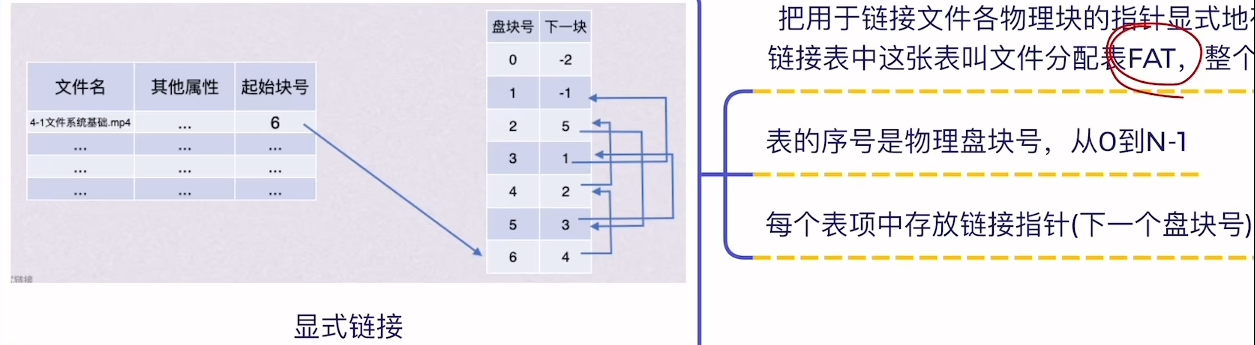 文件名 其他属性 起始块号
4-1文件系统基础.mp4 ... 6
... ... ...
... ... ...
... ... ...
盘块号 下一块
0 -2
1 -1
2 5
3 1
4 2
5 3
6 4
显式链接
把用于链接文件各物理块的指针显式地
链接表中这张表叫文件分配表FAT，整个
表的序号是物理盘块号，从0到N-1
每个表项中存放链接指针(下一个盘块号)